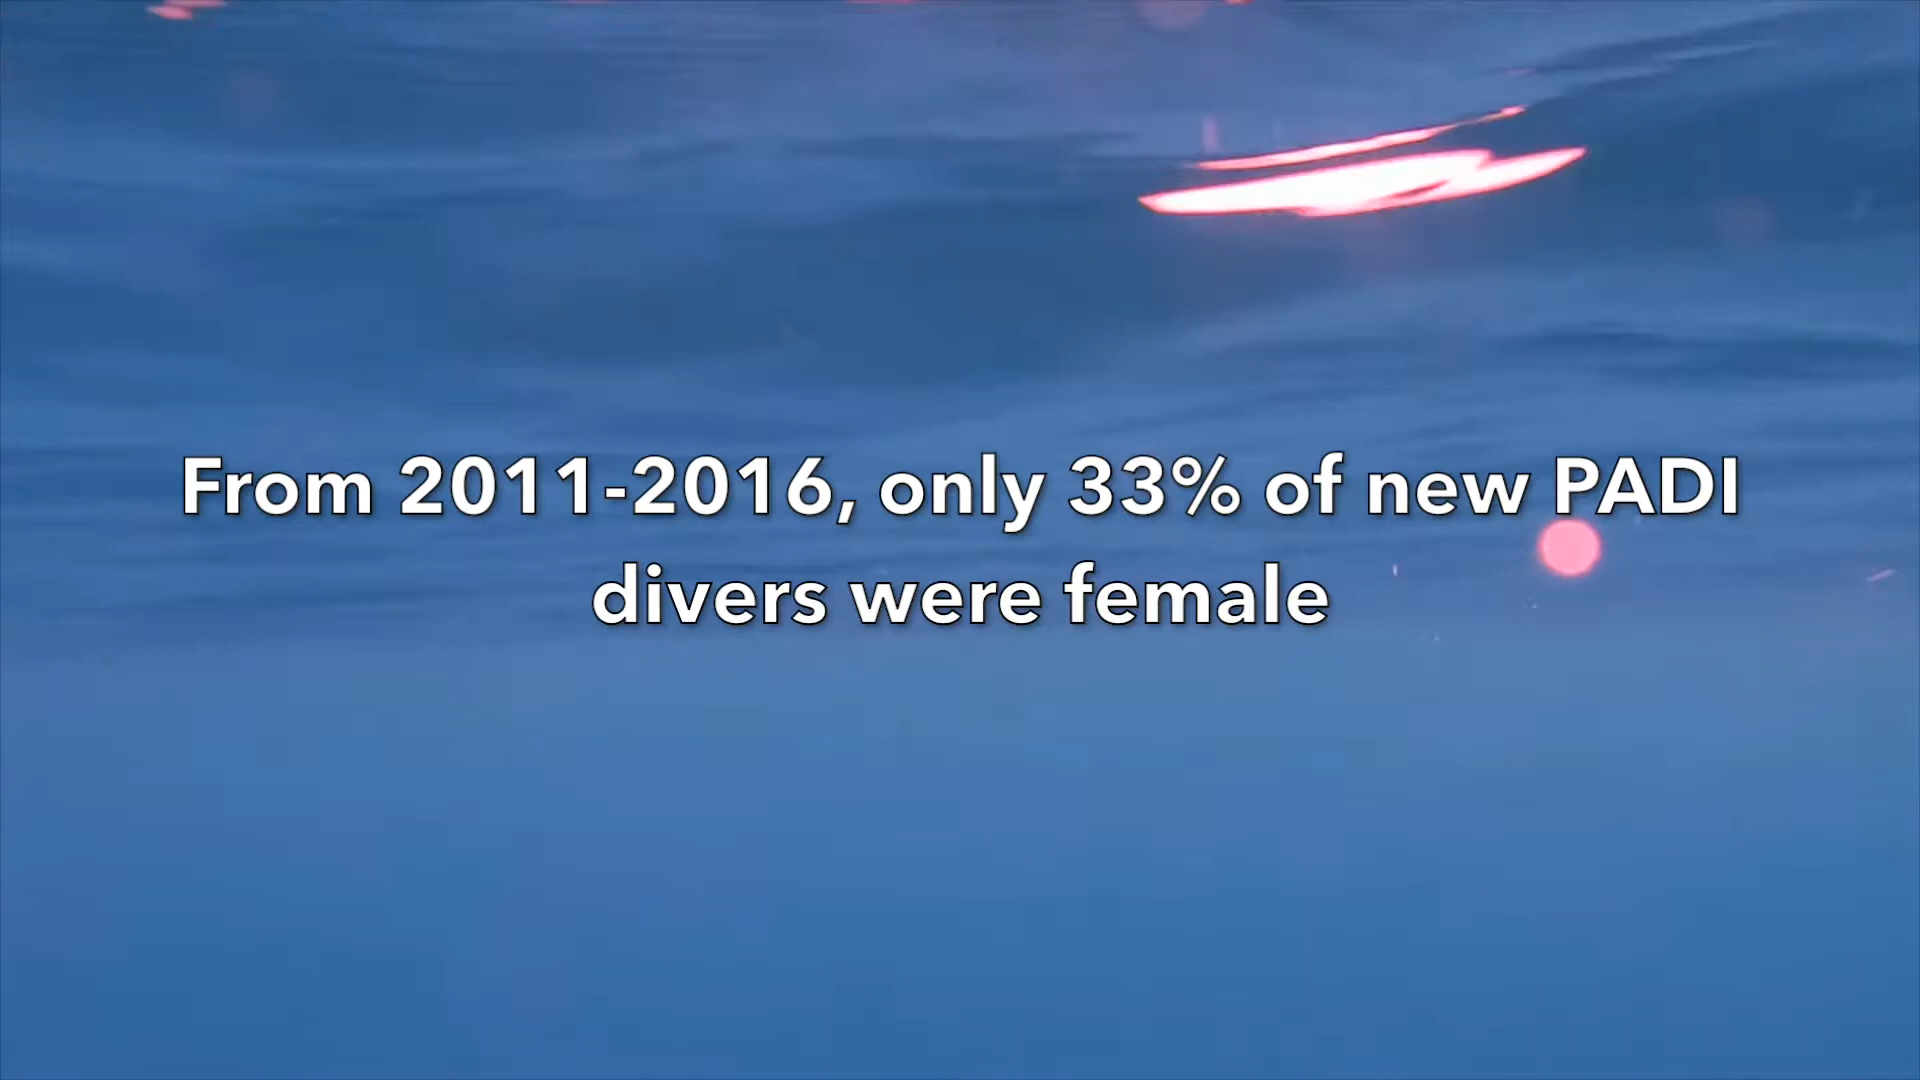 From 2011-2016, only 33% of new PADI
divers were female